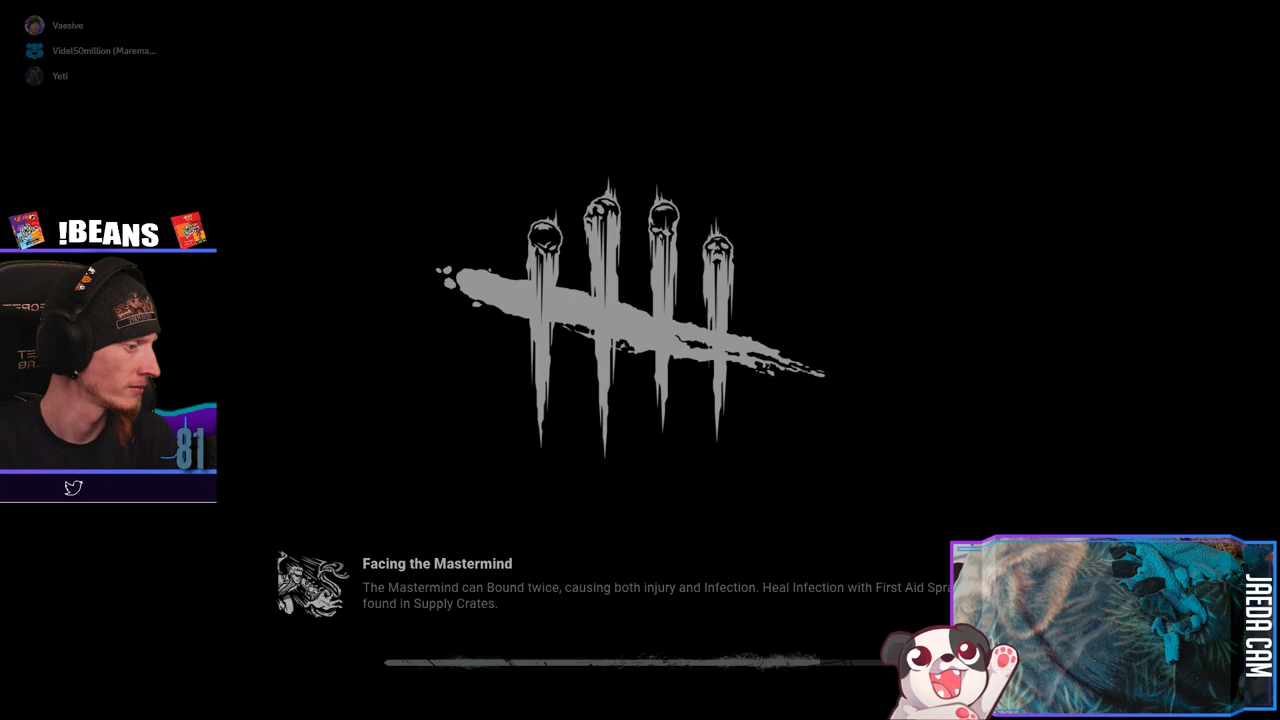 Vaesive
Videl50million (Marema...
Yeti
!BEANS
81
Facing the Mastermind
The Mastermind can Bound twice, causing both injury and Infection. Heal Infection with First Aid Spra
found in Supply Crates.
JAEDA CAM